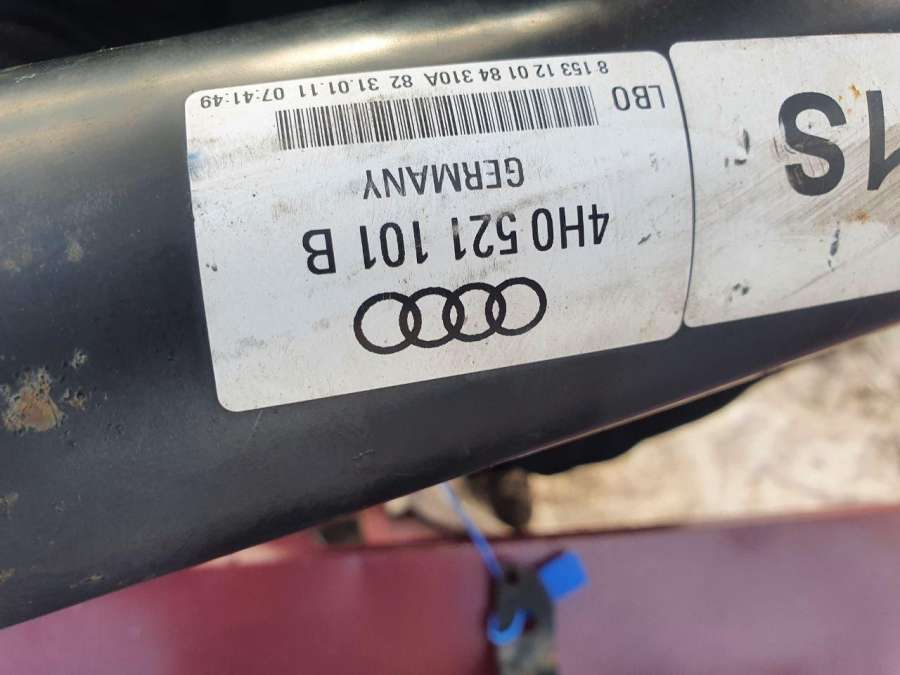 4H0 521 101 B
GERMANY
LBO
8 153 12 01 84 310A 82 31.01.11 07:41:49